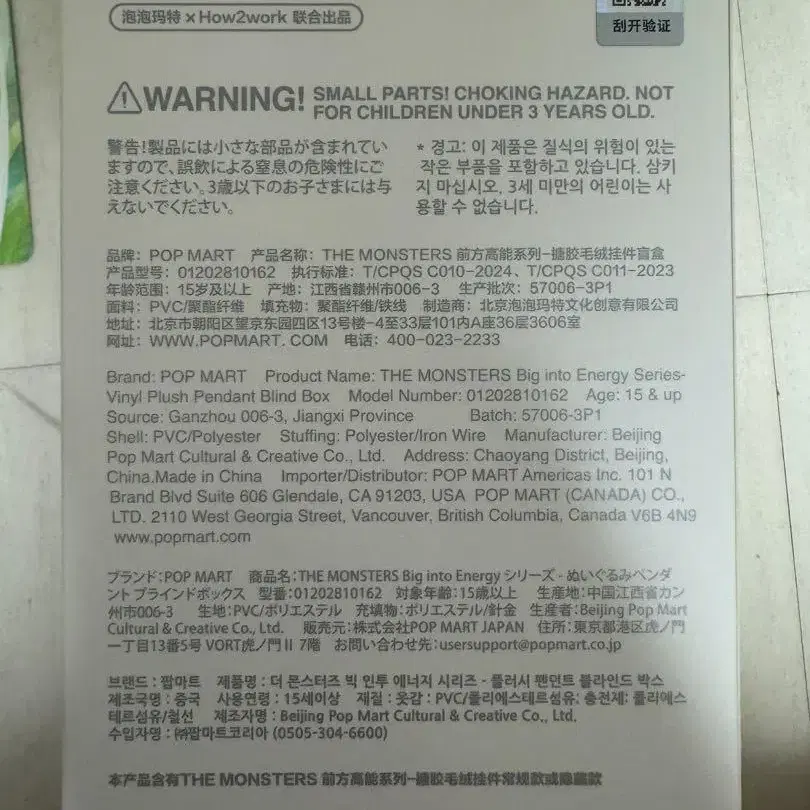 泡泡玛特 × How2work 联合出品
刮开验证
WARNING! SMALL PARTS! CHOKING HAZARD. NOT
FOR CHILDREN UNDER 3 YEARS OLD.
警告!製品には小さな部品が含まれてい
ますので、誤飲による窒息の危険性にご
注意ください。3歳以下のお子さまには与
えないでください。
* 경고: 이 제품은 질식의 위험이 있는
작은 부품을 포함하고 있습니다. 삼키
지 마십시오, 3세 미만의 어린이는 사
용할 수 없습니다.
品牌: POP MART 产品名称: THE MONSTERS 前方高能系列-搪胶毛绒挂件盲盒
产品型号: 01202810162 执行标准: T/CPQS C010-2024、T/CPQS C011-2023
年龄范围: 15岁及以上 产地: 江西省赣州市006-3 生产批次: 57006-3P1
面料: PVC/聚酯纤维 填充物: 聚酯纤维/铁线 制造商: 北京泡泡玛特文化创意有限公司
地址: 北京市朝阳区望京东园四区13号楼-4至33层101内A座36层3606室
网址: WWW.POPMART. COM 电话: 400-023-2233
Brand: POP MART Product Name: THE MONSTERS Big into Energy Series-
Vinyl Plush Pendant Blind Box Model Number: 01202810162 Age: 15 & up
Source: Ganzhou 006-3, Jiangxi Province Batch: 57006-3P1
Shell: PVC/Polyester Stuffing: Polyester/Iron Wire Manufacturer: Beijing
Pop Mart Cultural & Creative Co., Ltd. Address: Chaoyang District, Beijing,
China.Made in China Importer/Distributor: POP MART Americas Inc. 101 N
Brand Blvd Suite 606 Glendale, CA 91203, USA POP MART (CANADA) CO.,
LTD. 2110 West Georgia Street, Vancouver, British Columbia, Canada V6B 4N9
www.popmart.com
ブランド:POP MART 商品名:THE MONSTERS Big into Energy シリーズ - ぬいぐるみペンダ
ント ブラインドボックス 型番:01202810162 対象年齢:15歳以上 生産地:中国江西省カン
州市006-3 生地:PVC/ポリエステル 充填物:ポリエステル/針金 生産者:Beijing Pop Mart
Cultural & Creative Co., Ltd. 販売元:株式会社POP MART JAPAN 住所:東京都港区虎ノ門
一丁目13番5号 VORT虎ノ門Ⅱ 7階 お問い合わせ先:usersupport@popmart.co.jp
브랜드 : 팝마트 제품명 : 더 몬스터즈 빅 인투 에너지 시리즈 - 플러시 펜던트 블라인드 박스
제조국명 : 중국 사용연령 : 15세이상 재질 : 옷감 : PVC/폴리에스테르섬유; 충전제: 폴리에스
테르섬유/철선 제조자명 : Beijing Pop Mart Cultural & Creative Co., Ltd.
수입자명 : ㈜팝마트코리아 (0505-304-6600)
本产品含有THE MONSTERS 前方高能系列-搪胶毛绒挂件常规款或隐藏款